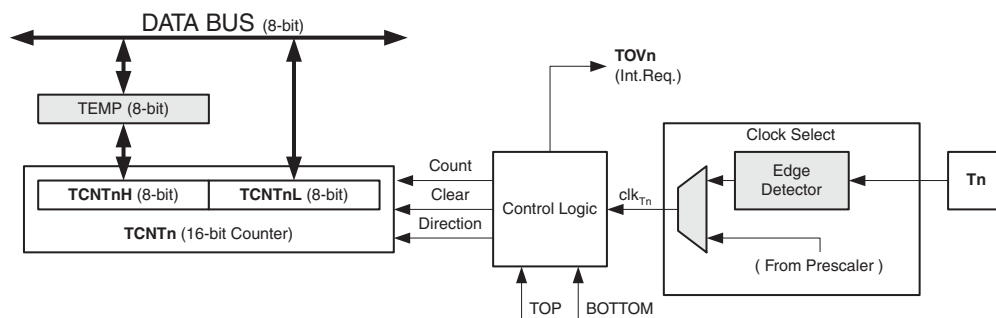 DATA BUS (8-bit)
TOVn
(Int.Req.)
TEMP (8-bit)
Clock Select
Count
Edge
Detector
Tn
TCNTnH (8-bit)
TCNTnL (8-bit)
Clear
Control Logic
clkTn
TCNTn (16-bit Counter)
Direction
( From Prescaler )
TOP
BOTTOM